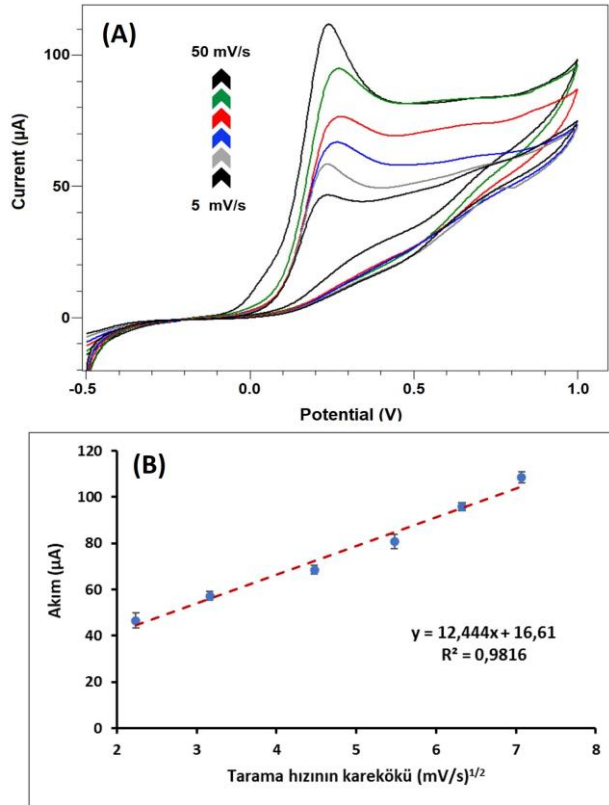 (A)
50 mV/s
5 mV/s
Current (µA)
100
50
0
-0.5
0.0
0.5
1.0
Potential (V)
(B)
Akım (µA)
120
100
80
60
40
20
0
y = 12,444x + 16,61
R² = 0,9816
2
3
4
5
6
7
8
Tarama hızının karekökü (mV/s)1/2